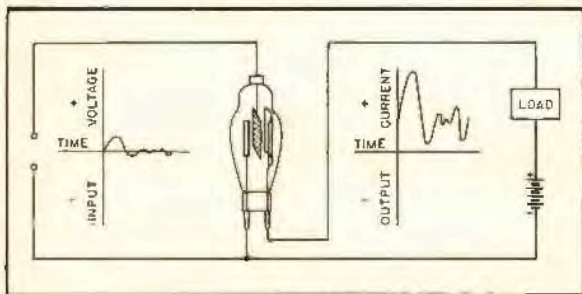 INPUT VOLTAGE
- +
TIME
OUTPUT CURRENT
- +
TIME
LOAD